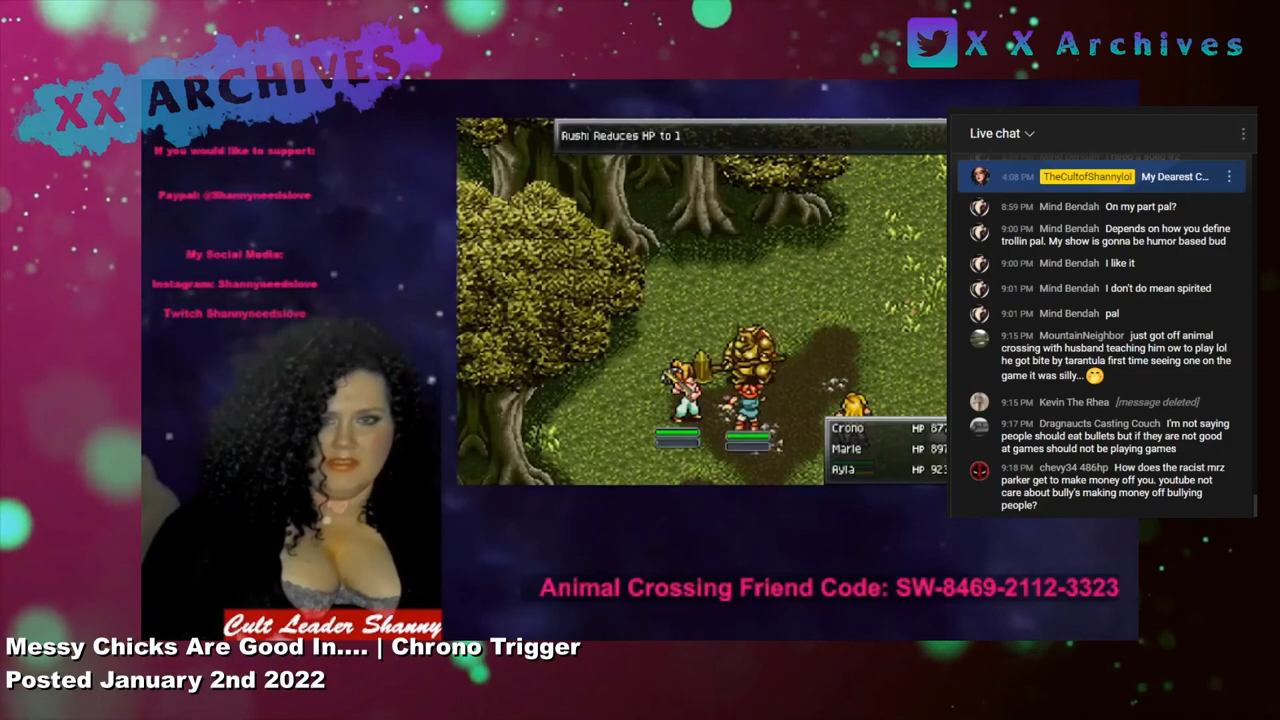 XX ARCHIVES
X X Archives
If you would like to support:
Paypal: @Shannyneedslove
My Social Media:
Instagram: Shannyneedslove
Twitch Shannyneedslove
Rush! Reduces HP to 1
Crono HP 877
Marle HP 897
Ayla HP 923
Live chat
4:08 PM TheCultofShannylol My Dearest C...
8:59 PM Mind Bendah On my part pal?
9:00 PM Mind Bendah Depends on how you define
trollin pal. My show is gonna be humor based bud
9:00 PM Mind Bendah I like it
9:01 PM Mind Bendah I don't do mean spirited
9:01 PM Mind Bendah pal
9:15 PM MountainNeighbor just got off animal
crossing with husband teaching him ow to play lol
he got bite by tarantula first time seeing one on the
game it was silly...
9:15 PM Kevin The Rhea [message deleted]
9:17 PM Dragnaucts Casting Couch I'm not saying
people should eat bullets but if they are not good
at games should not be playing games
9:18 PM chevy34 486hp How does the racist mrz
parker get to make money off you. youtube not
care about bully's making money off bullying
people?
Animal Crossing Friend Code: SW-8469-2112-3323
Cult Leader Shanny
Messy Chicks Are Good In.... | Chrono Trigger
Posted January 2nd 2022